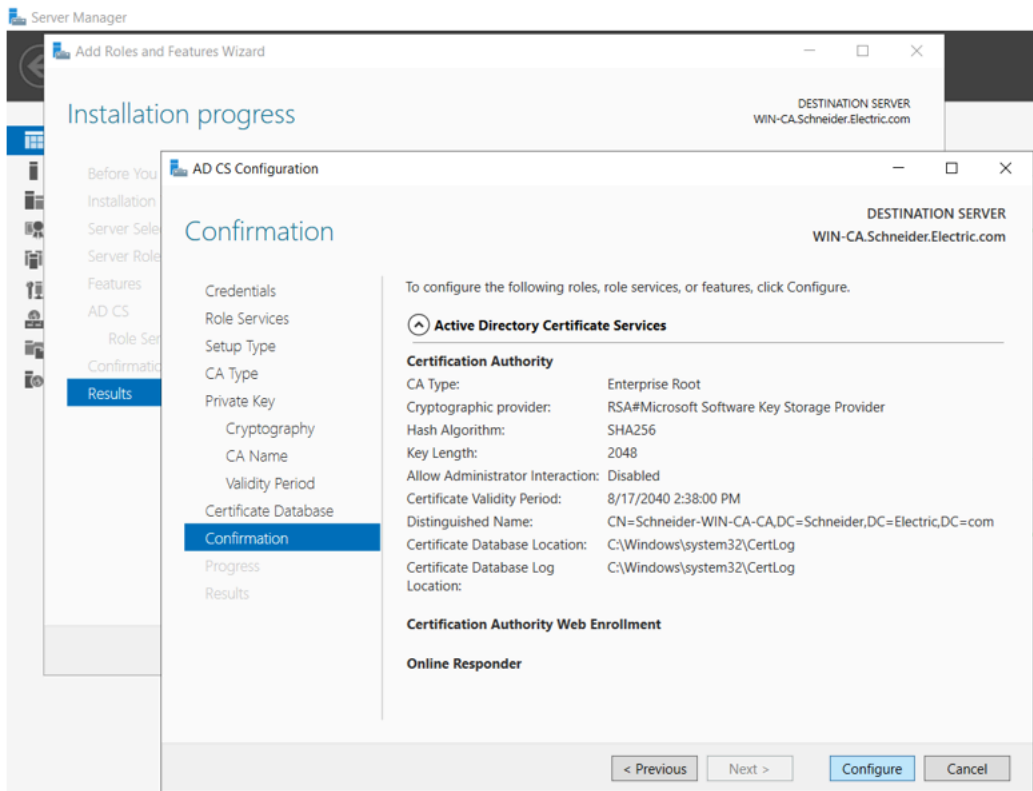 Server Manager
Add Roles and Features Wizard
Installation progress
DESTINATION SERVER
WIN-CA.Schneider.Electric.com
Before You
Installation
Server Sele
Server Role
Features
AD CS
Role Ser
Confirmatio
Results
AD CS Configuration
Confirmation
DESTINATION SERVER
WIN-CA.Schneider.Electric.com
Credentials
Role Services
Setup Type
CA Type
Private Key
Cryptography
CA Name
Validity Period
Certificate Database
Confirmation
Progress
Results
To configure the following roles, role services, or features, click Configure.
Active Directory Certificate Services
Certification Authority
CA Type: Enterprise Root
Cryptographic provider: RSA#Microsoft Software Key Storage Provider
Hash Algorithm: SHA256
Key Length: 2048
Allow Administrator Interaction: Disabled
Certificate Validity Period: 8/17/2040 2:38:00 PM
Distinguished Name: CN=Schneider-WIN-CA-CA,DC=Schneider,DC=Electric,DC=com
Certificate Database Location: C:\Windows\system32\CertLog
Certificate Database Log C:\Windows\system32\CertLog
Location:
Certification Authority Web Enrollment
Online Responder
< Previous Next > Configure Cancel